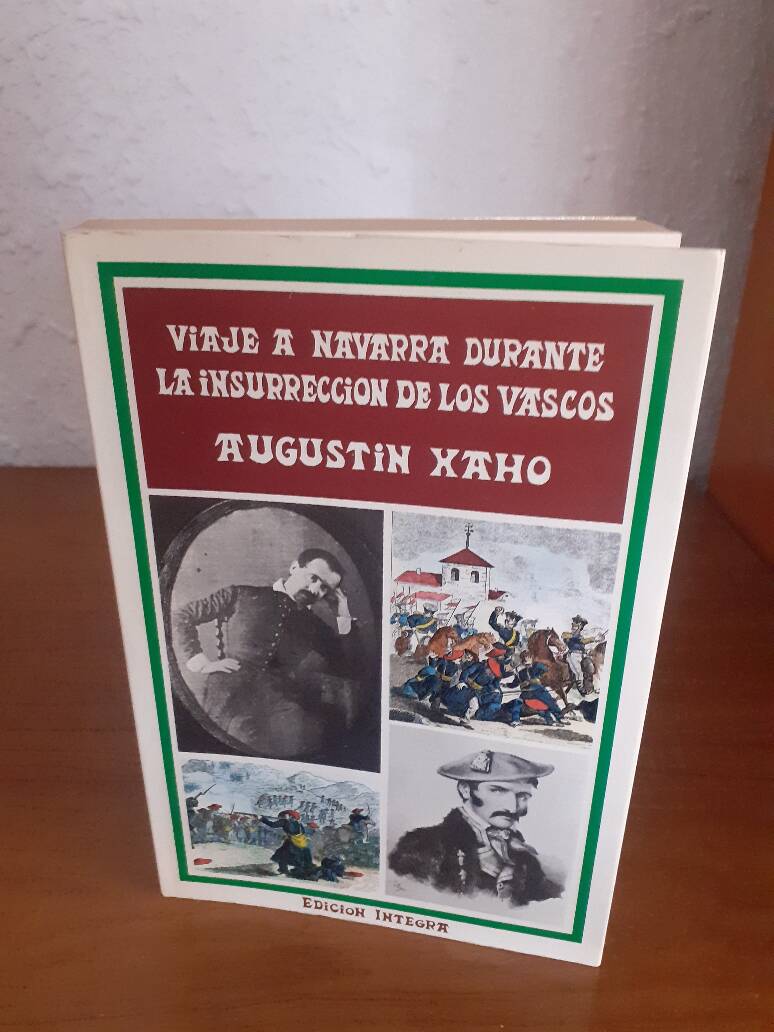 ViAJE A NAVARRA DURANTE
LA iNSURRECCiON DE LOS VASCOS
AUGUSTiN XAHO
EDiCiON INTEGRA